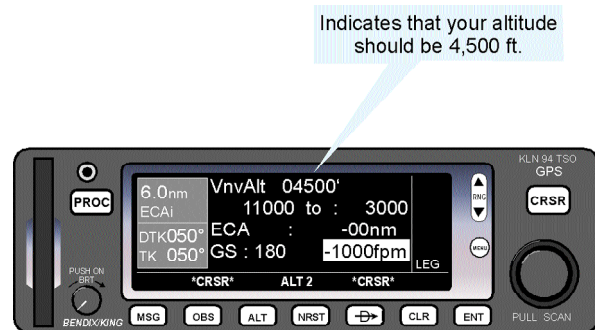 Indicates that your altitude
should be 4,500 ft.
KLN 94 TSO
GPS
PROC
6.0nm
ECAi
DTK050°
TK 050°
VnvAlt 04500'
11000 to : 3000
ECA : -00nm
GS : 180 -1000fpm
LEG
*CRSR* ALT 2 *CRSR*
RNG
MENU
CRSR
PUSH ON
BRT
BENDIX/KING
MSG OBS ALT NRST D CLR ENT
PULL SCAN